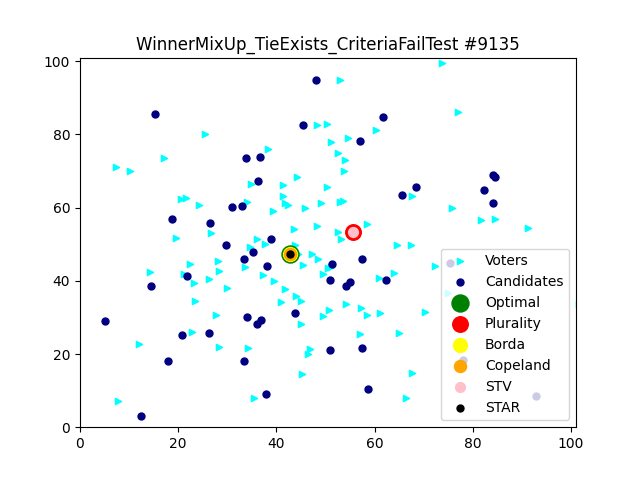 WinnerMixUp_TieExists_CriteriaFailTest #9135
100
80
60
40
20
0
0
20
40
60
80
100
Voters
Candidates
Optimal
Plurality
Borda
Copeland
STV
STAR